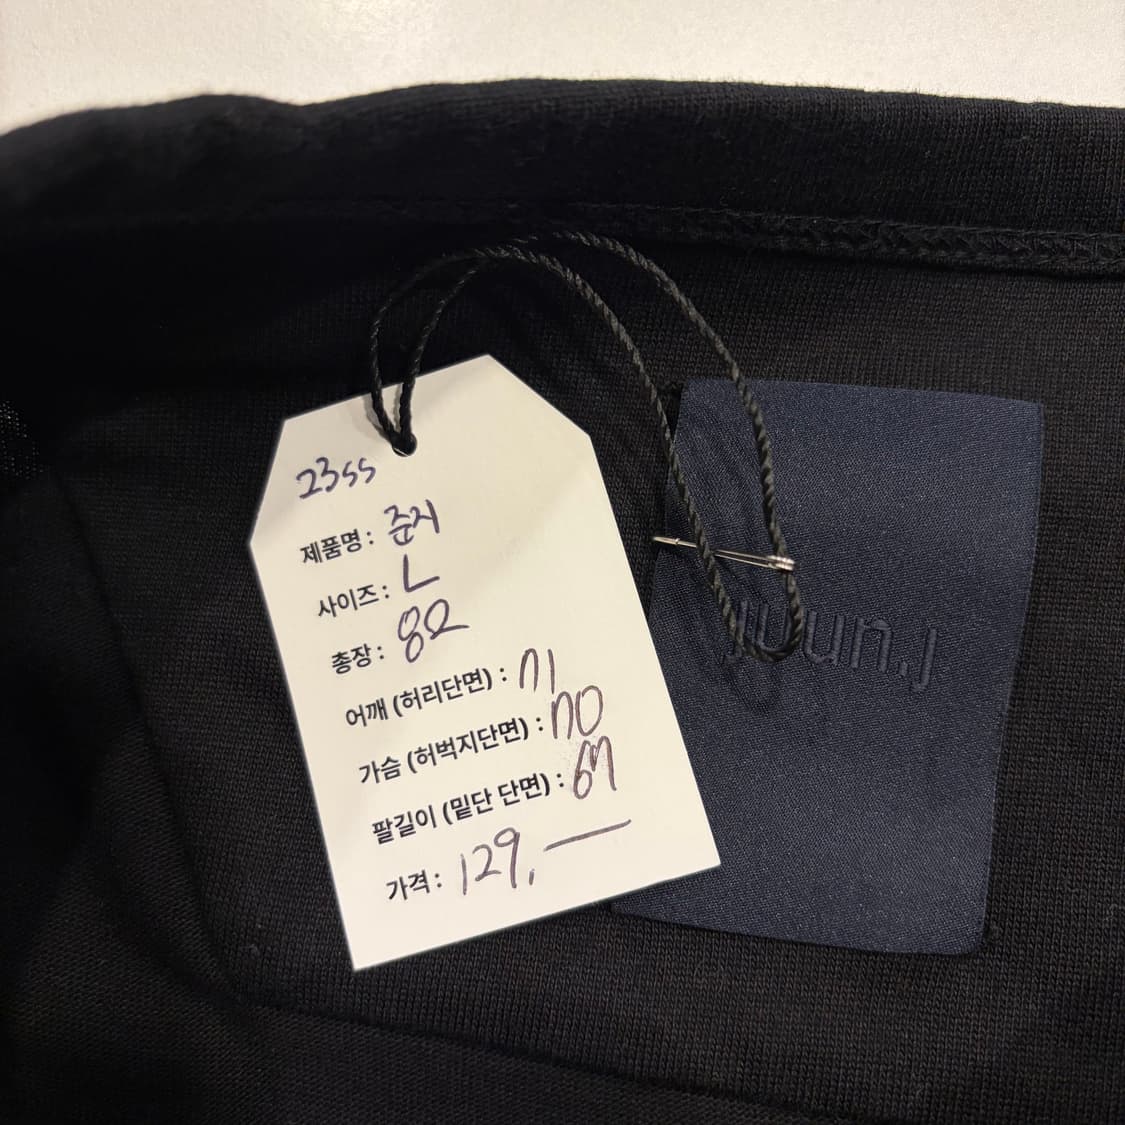 23SS
제품명 : 준지
사이즈 : L
총장 : 82
어깨 (허리단면) : 71
가슴 (허벅지단면) : 70
팔길이 (밑단 단면) : 67
가격 : 129,—
juun.j